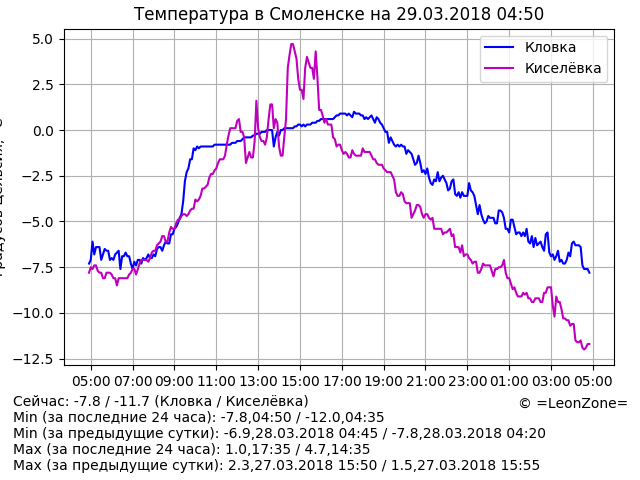 Температура в Смоленске на 29.03.2018 04:50
Кловка
Киселёвка
5.0
2.5
0.0
−2.5
−5.0
−7.5
−10.0
−12.5
05:00 07:00 09:00 11:00 13:00 15:00 17:00 19:00 21:00 23:00 01:00 03:00 05:00
Сейчас: -7.8 / -11.7 (Кловка / Киселёвка)
© =LeonZone=
Min (за последние 24 часа): -7.8,04:50 / -12.0,04:35
Min (за предыдущие сутки): -6.9,28.03.2018 04:45 / -7.8,28.03.2018 04:20
Max (за последние 24 часа): 1.0,17:35 / 4.7,14:35
Max (за предыдущие сутки): 2.3,27.03.2018 15:50 / 1.5,27.03.2018 15:55